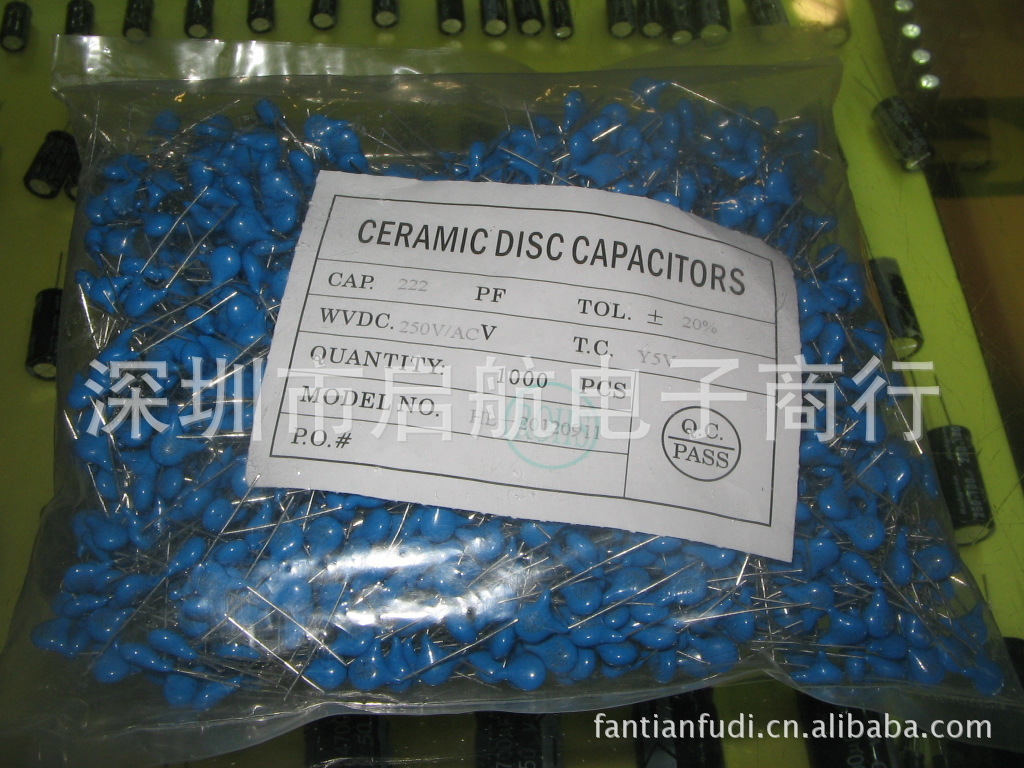 CERAMIC DISC CAPACITORS
CAP. 222 PF TOL. ± 20%
WVDC. 250V/AC V T.C. Y5V
QUANTITY. 1000 PCS
MODEL NO. 20120511
P.O.#
Q.C.
PASS
深圳市启航电子商行
fantianfudi.cn.alibaba.com